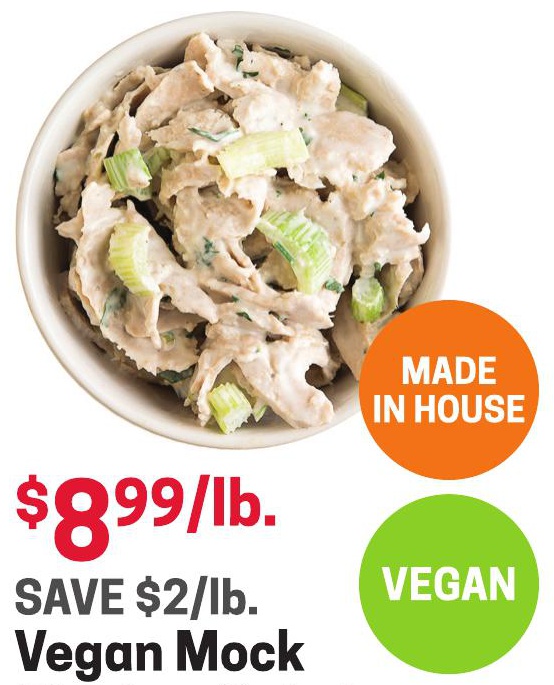 MADE
IN HOUSE
$8.99/lb.
SAVE $2/lb.
VEGAN
Vegan Mock